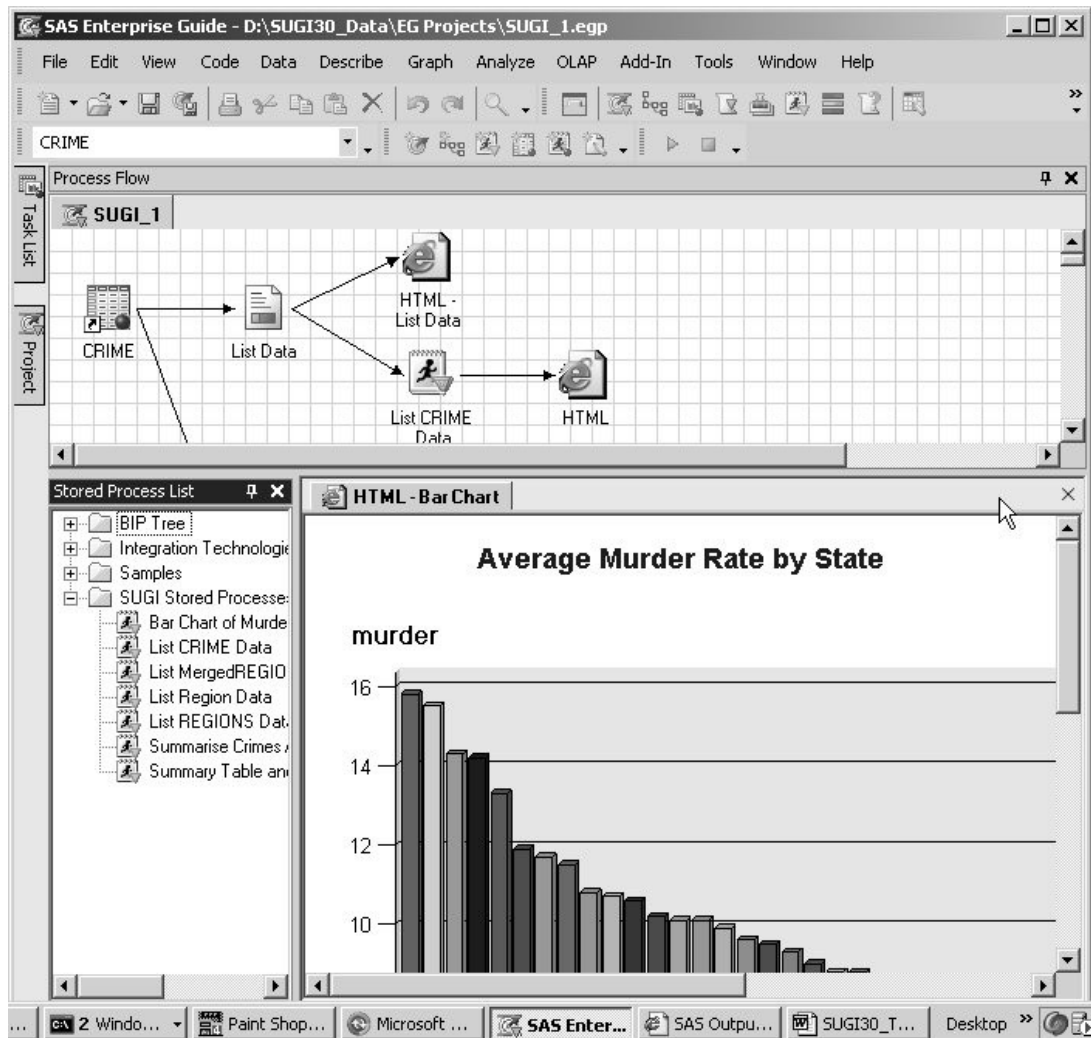 SAS Enterprise Guide - D:\SUGI30_Data\EG Projects\SUGI_1.egp
File Edit View Code Data Describe Graph Analyze OLAP Add-In Tools Window Help
CRIME
Task List
Project
Process Flow
SUGI_1
CRIME
List Data
HTML -
List Data
List CRIME
Data
HTML
Stored Process List
BIP Tree
Integration Technologie
Samples
SUGI Stored Processe
Bar Chart of Murde
List CRIME Data
List MergedREGIO
List Region Data
List REGIONS Dat
Summarise Crimes
Summary Table an
HTML - Bar Chart
Average Murder Rate by State
murder
16
14
12
10
... 2 Windo... Paint Shop... Microsoft ... SAS Enter... SAS Outpu... SUGI30_T... Desktop »